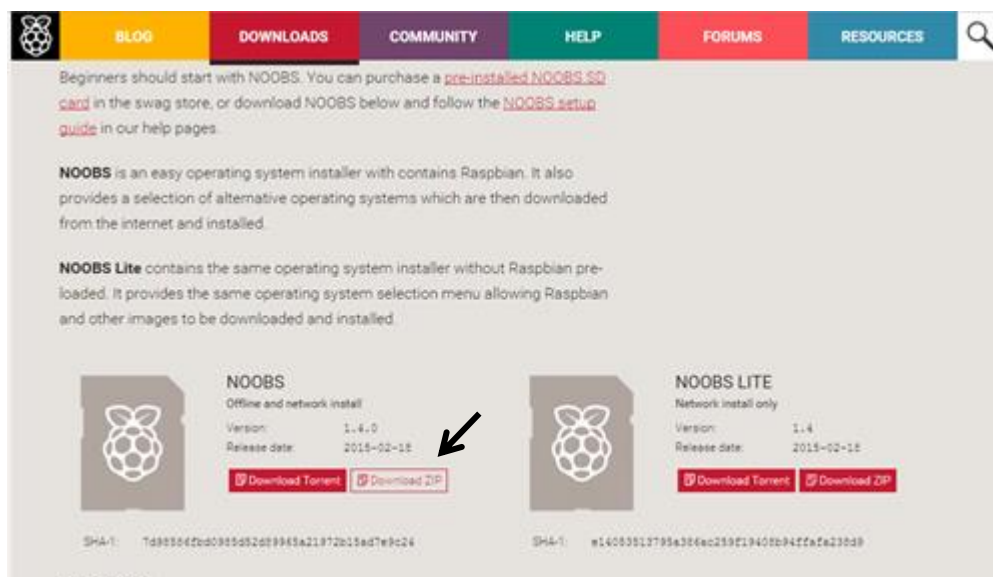 BLOG DOWNLOADS COMMUNITY HELP FORUMS RESOURCES
Beginners should start with NOOBS. You can purchase a pre-installed NOOBS SD
card in the swag store, or download NOOBS below and follow the NOOBS setup
guide in our help pages.
NOOBS is an easy operating system installer with contains Raspbian. It also
provides a selection of alternative operating systems which are then downloaded
from the internet and installed.
NOOBS Lite contains the same operating system installer without Raspbian pre-
loaded. It provides the same operating system selection menu allowing Raspbian
and other images to be downloaded and installed.
NOOBS
Offline and network install
Version: 1.4.0
Release date: 2015-02-18
Download Torrent Download ZIP
SHA-1:
NOOBS LITE
Network install only
Version: 1.4
Release date: 2015-02-18
Download Torrent Download ZIP
SHA-1: